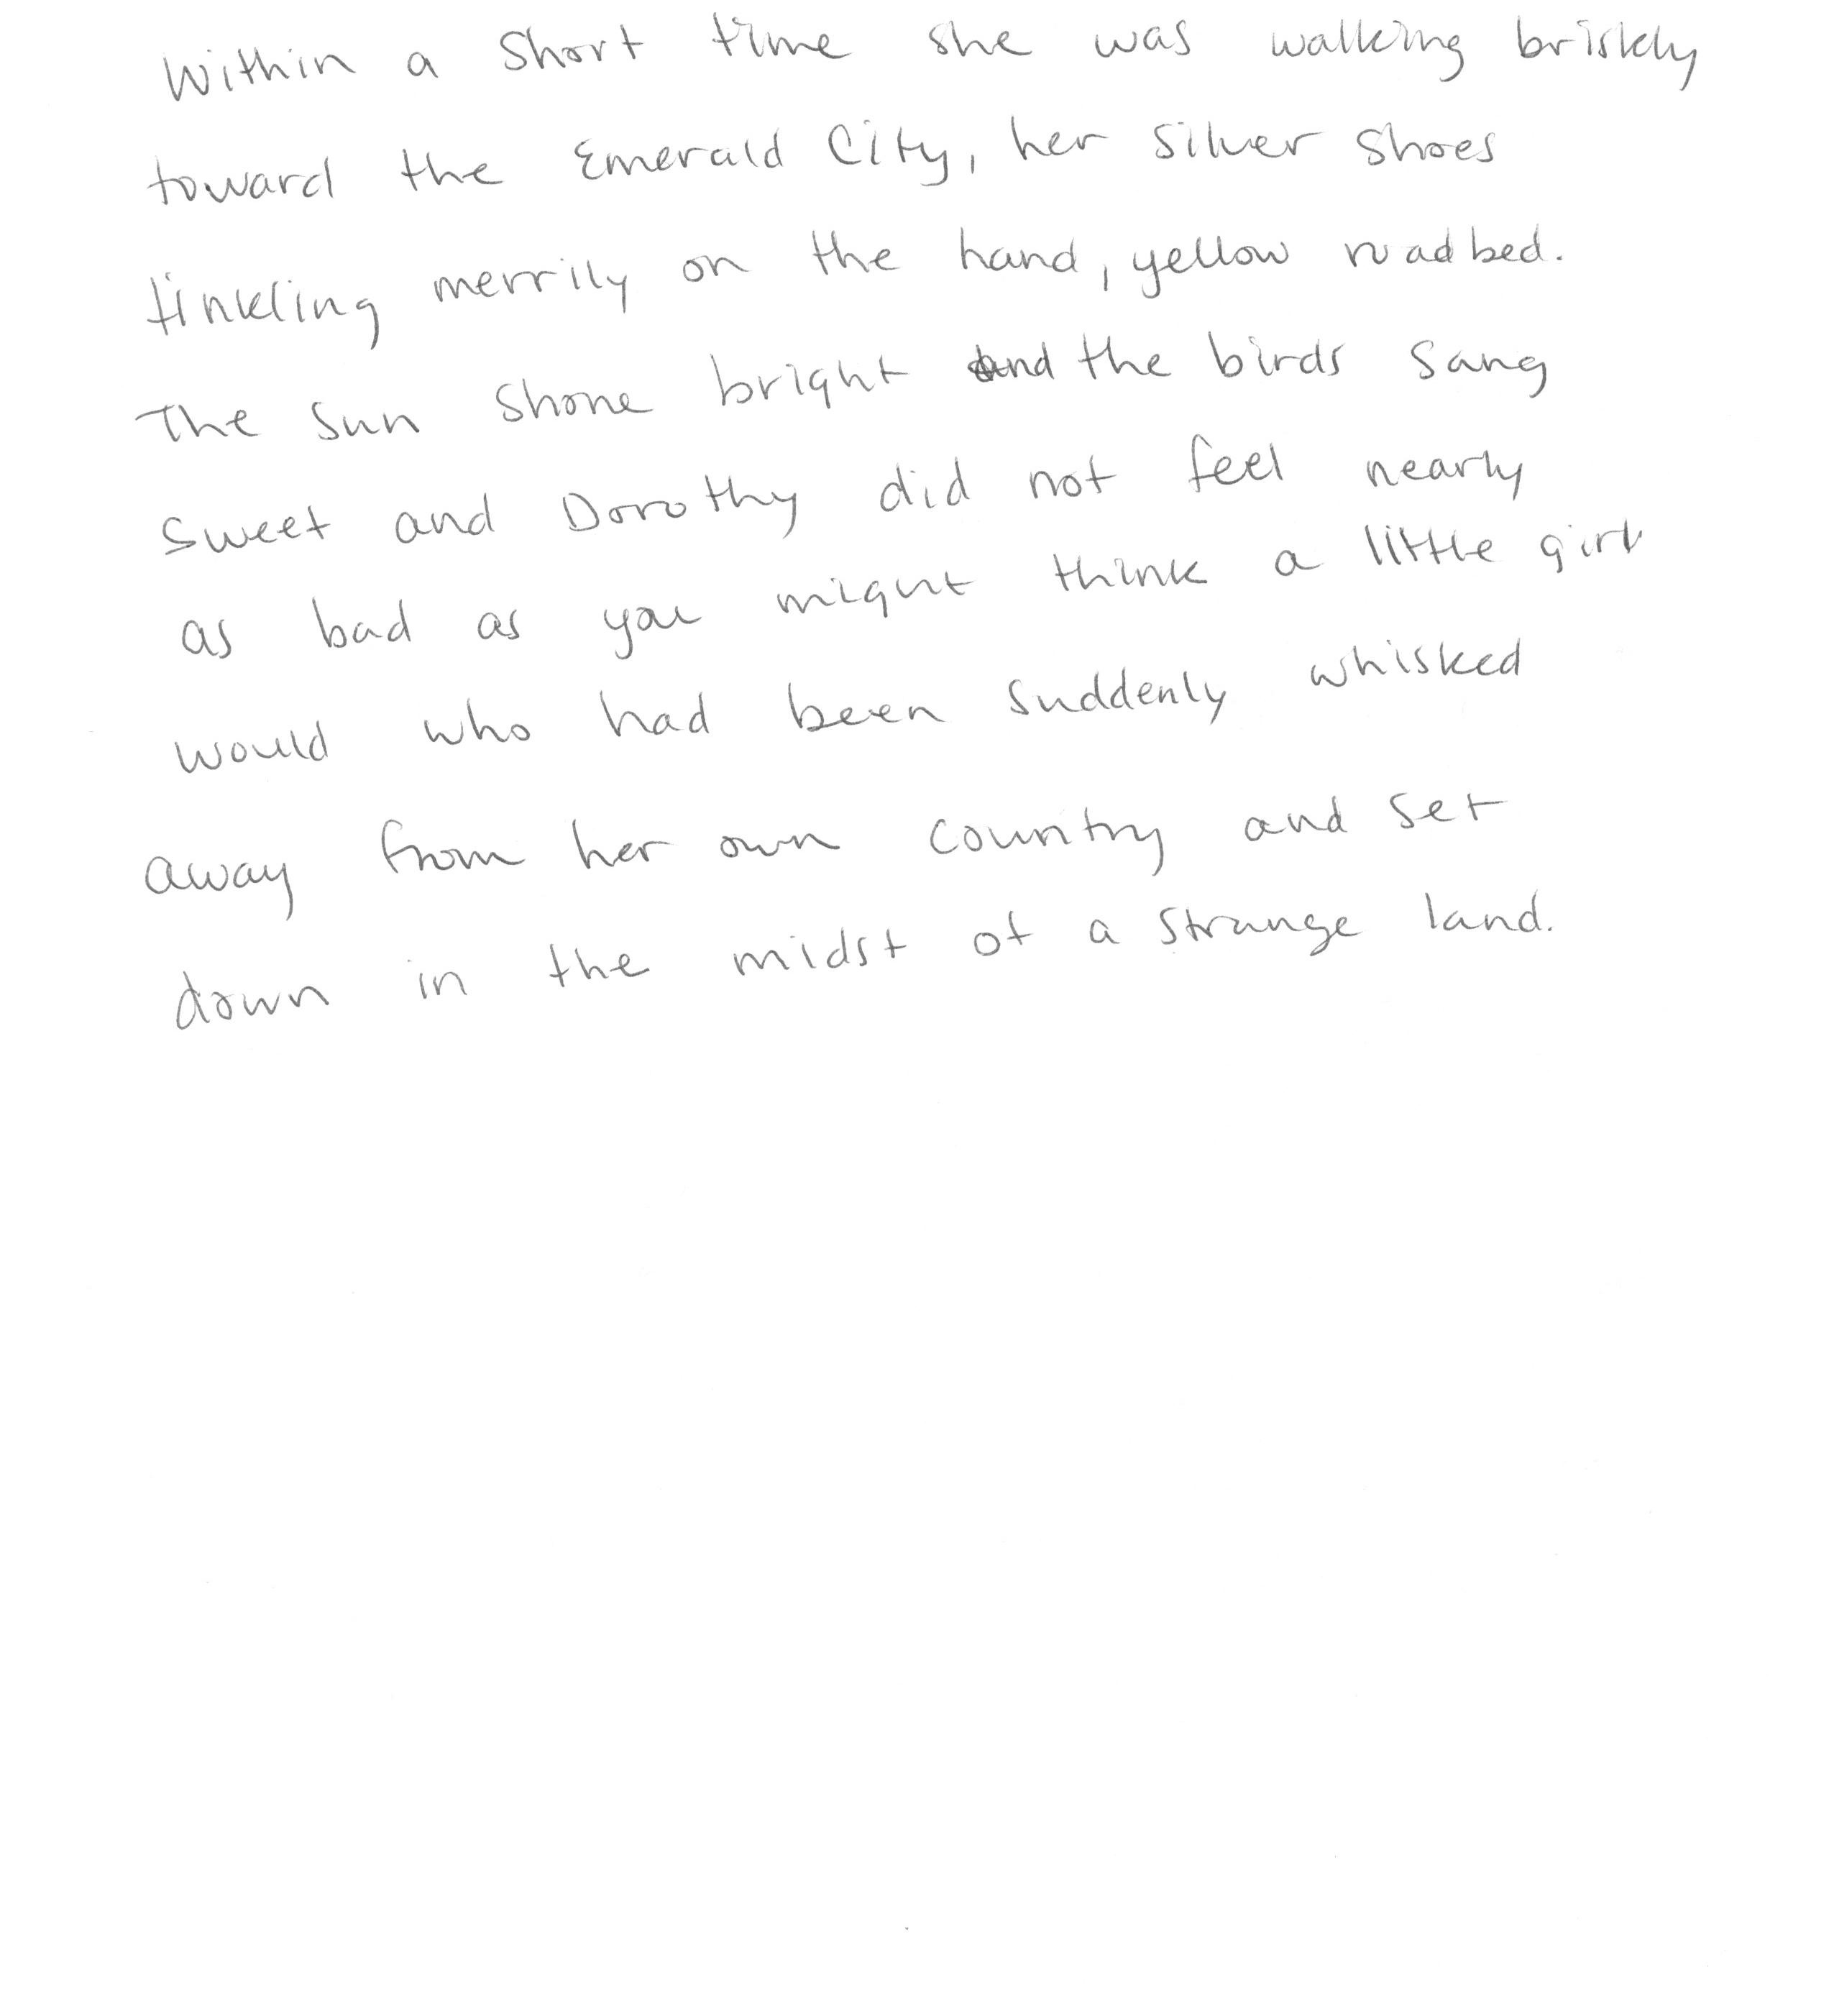 Within a short time she was walking briskly
toward the Emerald City, her silver shoes
tinkling merrily on the hand, yellow roadbed.
The sun shone bright and the birds sang
sweet and Dorothy did not feel nearly
as bad as you might think a little girl
would who had been suddenly whisked
away from her own country and set
down in the midst of a strange land.